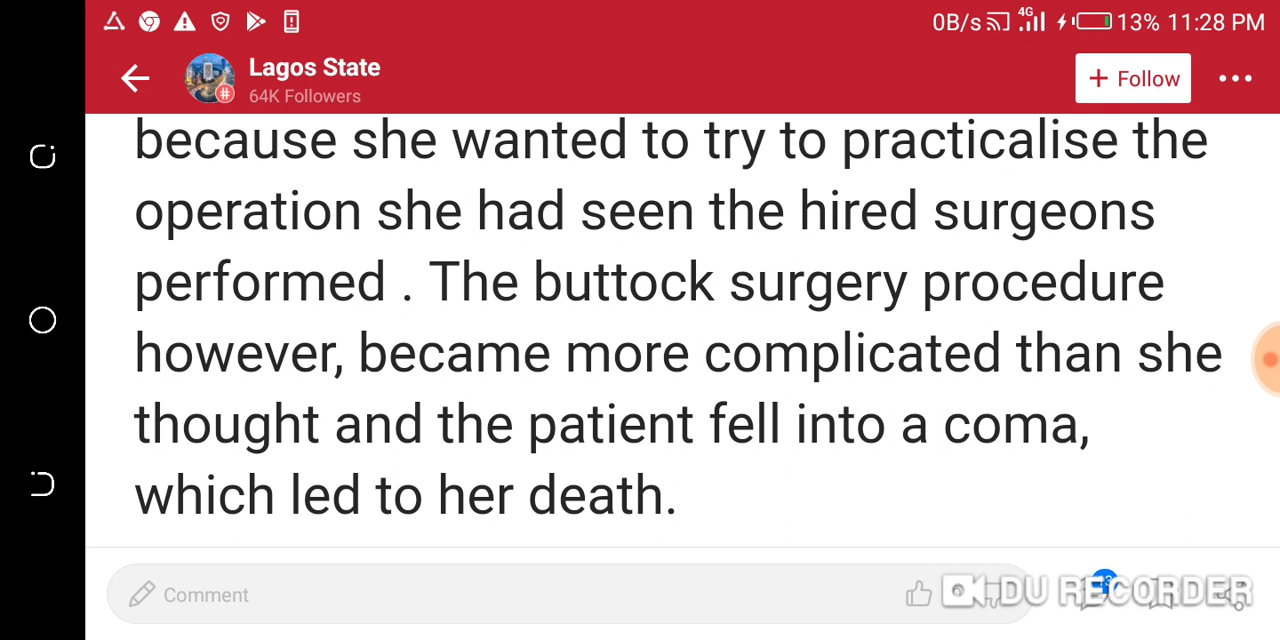 0B/s 4G 13% 11:28 PM
Lagos State
64K Followers
+ Follow
because she wanted to try to practicalise the
operation she had seen the hired surgeons
performed . The buttock surgery procedure
however, became more complicated than she
thought and the patient fell into a coma,
which led to her death.
Comment
DU RECORDER